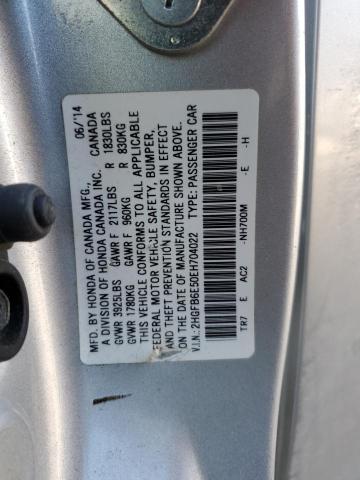 MFD. BY HONDA OF CANADA MFG., 06/'14
A DIVISION OF HONDA CANADA INC. CANADA
GVWR 3925LBS GAWR F 2117LBS R 1830LBS
GVWR 1780KG GAWR F 960KG R 830KG
THIS VEHICLE CONFORMS TO ALL APPLICABLE
FEDERAL MOTOR VEHICLE SAFETY, BUMPER,
AND THEFT PREVENTION STANDARDS IN EFFECT
ON THE DATE OF MANUFACTURE SHOWN ABOVE.
V.I.N.: 2HGFB6E50EH704022 TYPE: PASSENGER CAR
TR7 E AC2 -NH700M -E -H